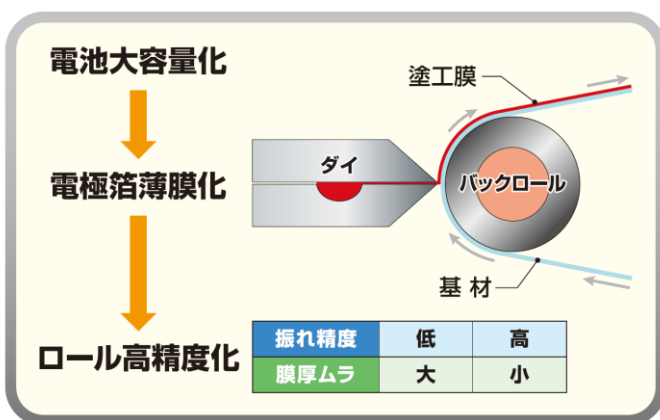 電池大容量化
電極箔薄膜化
ロール高精度化
塗工膜
ダイ
バックロール
基材
振れ精度 低 高
膜厚ムラ 大 小